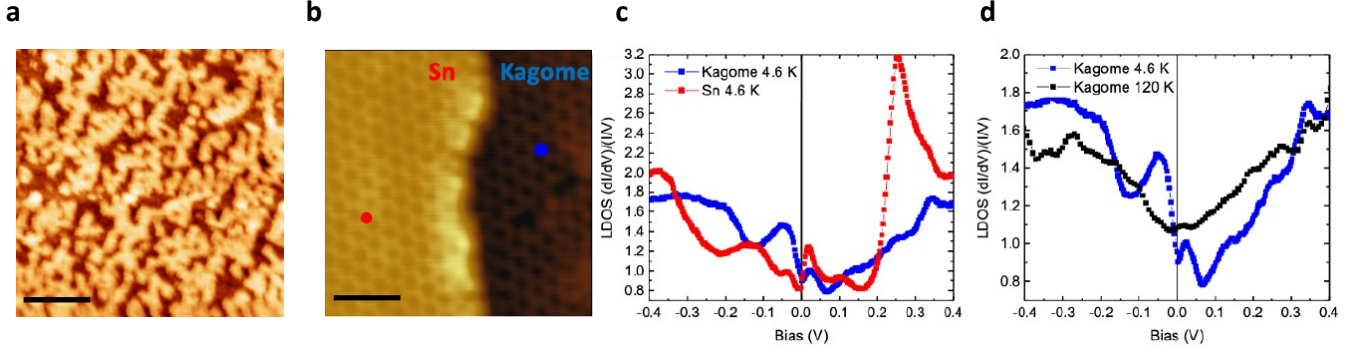 a
b
c
d
Sn
Kagome
3.2
3.0
2.8
2.6
2.4
2.2
2.0
1.8
1.6
1.4
1.2
1.0
0.8
LDOS (dI/dV)/(I/V)
Kagome 4.6 K
Sn 4.6 K
-0.4 -0.3 -0.2 -0.1 0.0 0.1 0.2 0.3 0.4
Bias (V)
2.0
1.8
1.6
1.4
1.2
1.0
0.8
LDOS (dI/dV)/(I/V)
Kagome 4.6 K
Kagome 120 K
-0.4 -0.3 -0.2 -0.1 0.0 0.1 0.2 0.3 0.4
Bias (V)